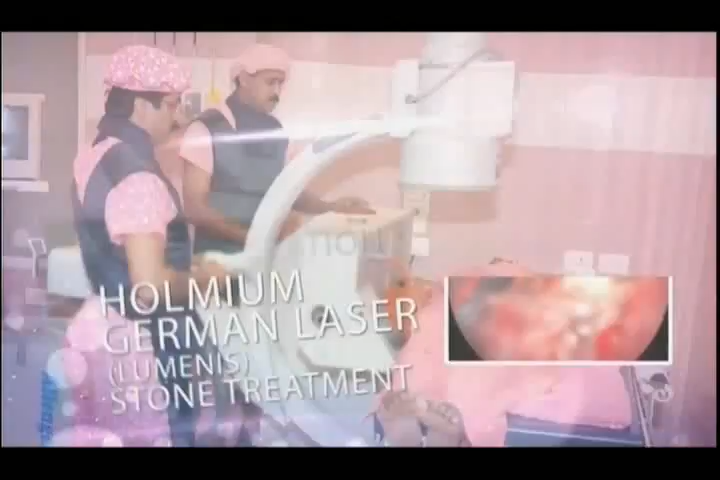 HOLMIUM
GERMAN LASER
(LUMENIS)
STONE TREATMENT